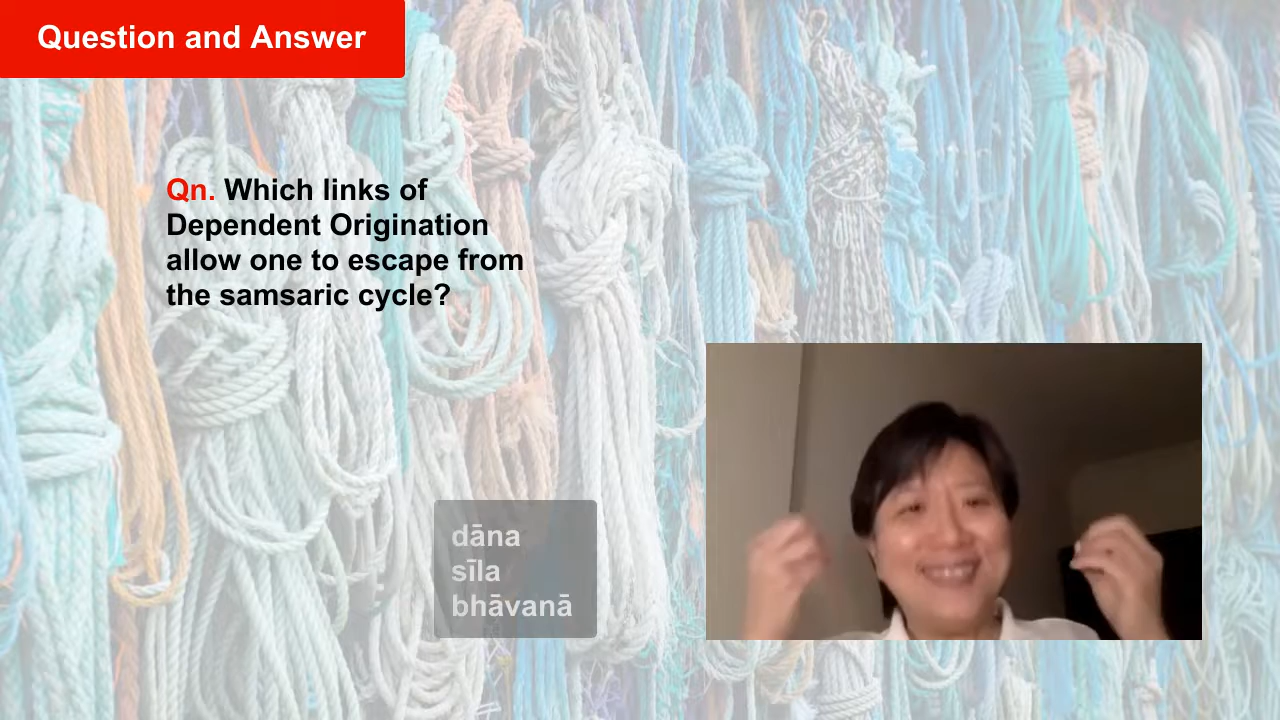 Question and Answer
Qn. Which links of
Dependent Origination
allow one to escape from
the samsaric cycle?
dāna
sīla
bhāvanā